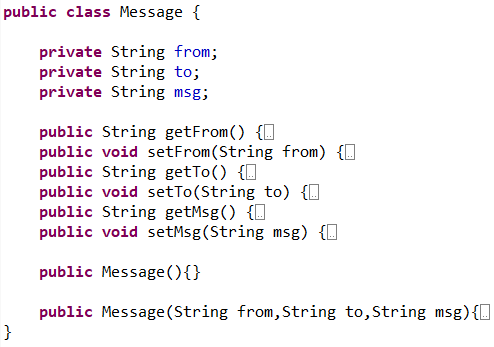 public class Message {
private String from;
private String to;
private String msg;
public String getFrom() {..
public void setFrom(String from) {..
public String getTo() {..
public void setTo(String to) {..
public String getMsg() {..
public void setMsg(String msg) {..
public Message(){}
public Message(String from,String to,String msg){..
}